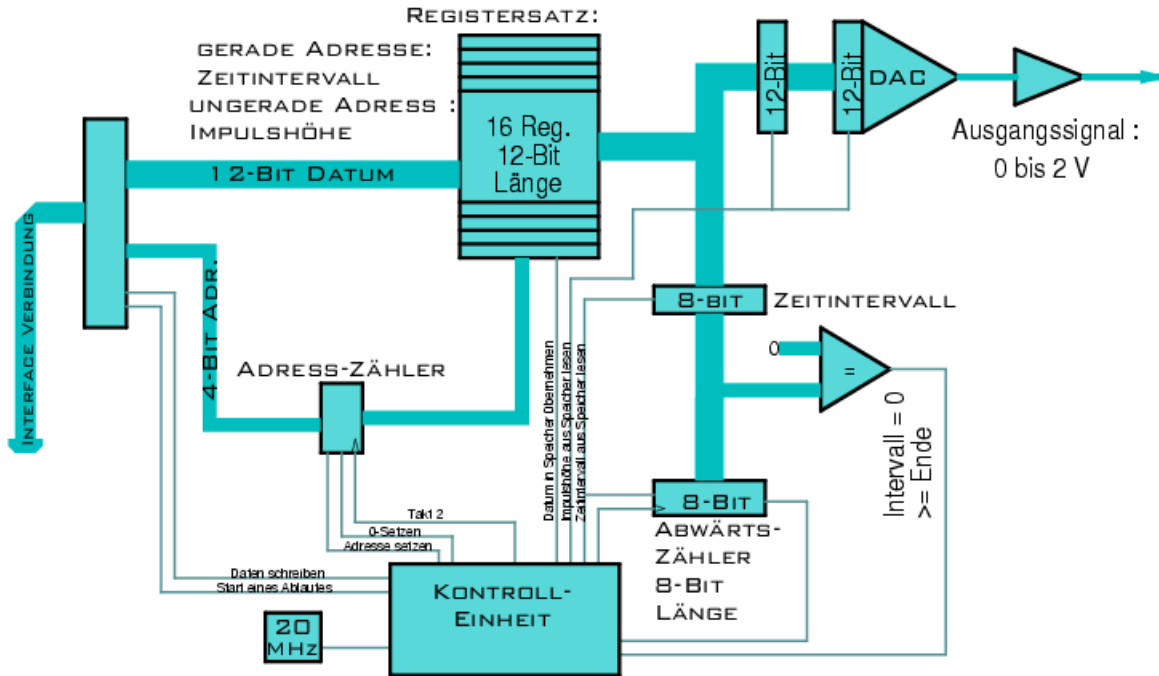 REGISTERSATZ:
GERADE ADRESSE:
ZEITINTERVALL
UNGERADE ADRESS :
IMPULSHÖHE
16 Reg.
12-Bit
Länge
12-Bit
12-Bit
DAC
Ausgangssignal :
0 bis 2 V
12-BIT DATUM
INTERFACE VERBINDUNG
4-BIT ADR.
ADRESS-ZÄHLER
8-BIT
ZEITINTERVALL
0
=
Intervall = 0
>= Ende
Datum in Speicher übernehmen
Impulshöhe aus Speicher lesen
Zeitintervall aus Speicher lesen
8-BIT
ABWÄRTS-
ZÄHLER
8-BIT
LÄNGE
Takt 2
0-Setzen
Adresse setzen
Daten schreiben
Start eines Ablaufes
KONTROLL-
EINHEIT
20
MHZ